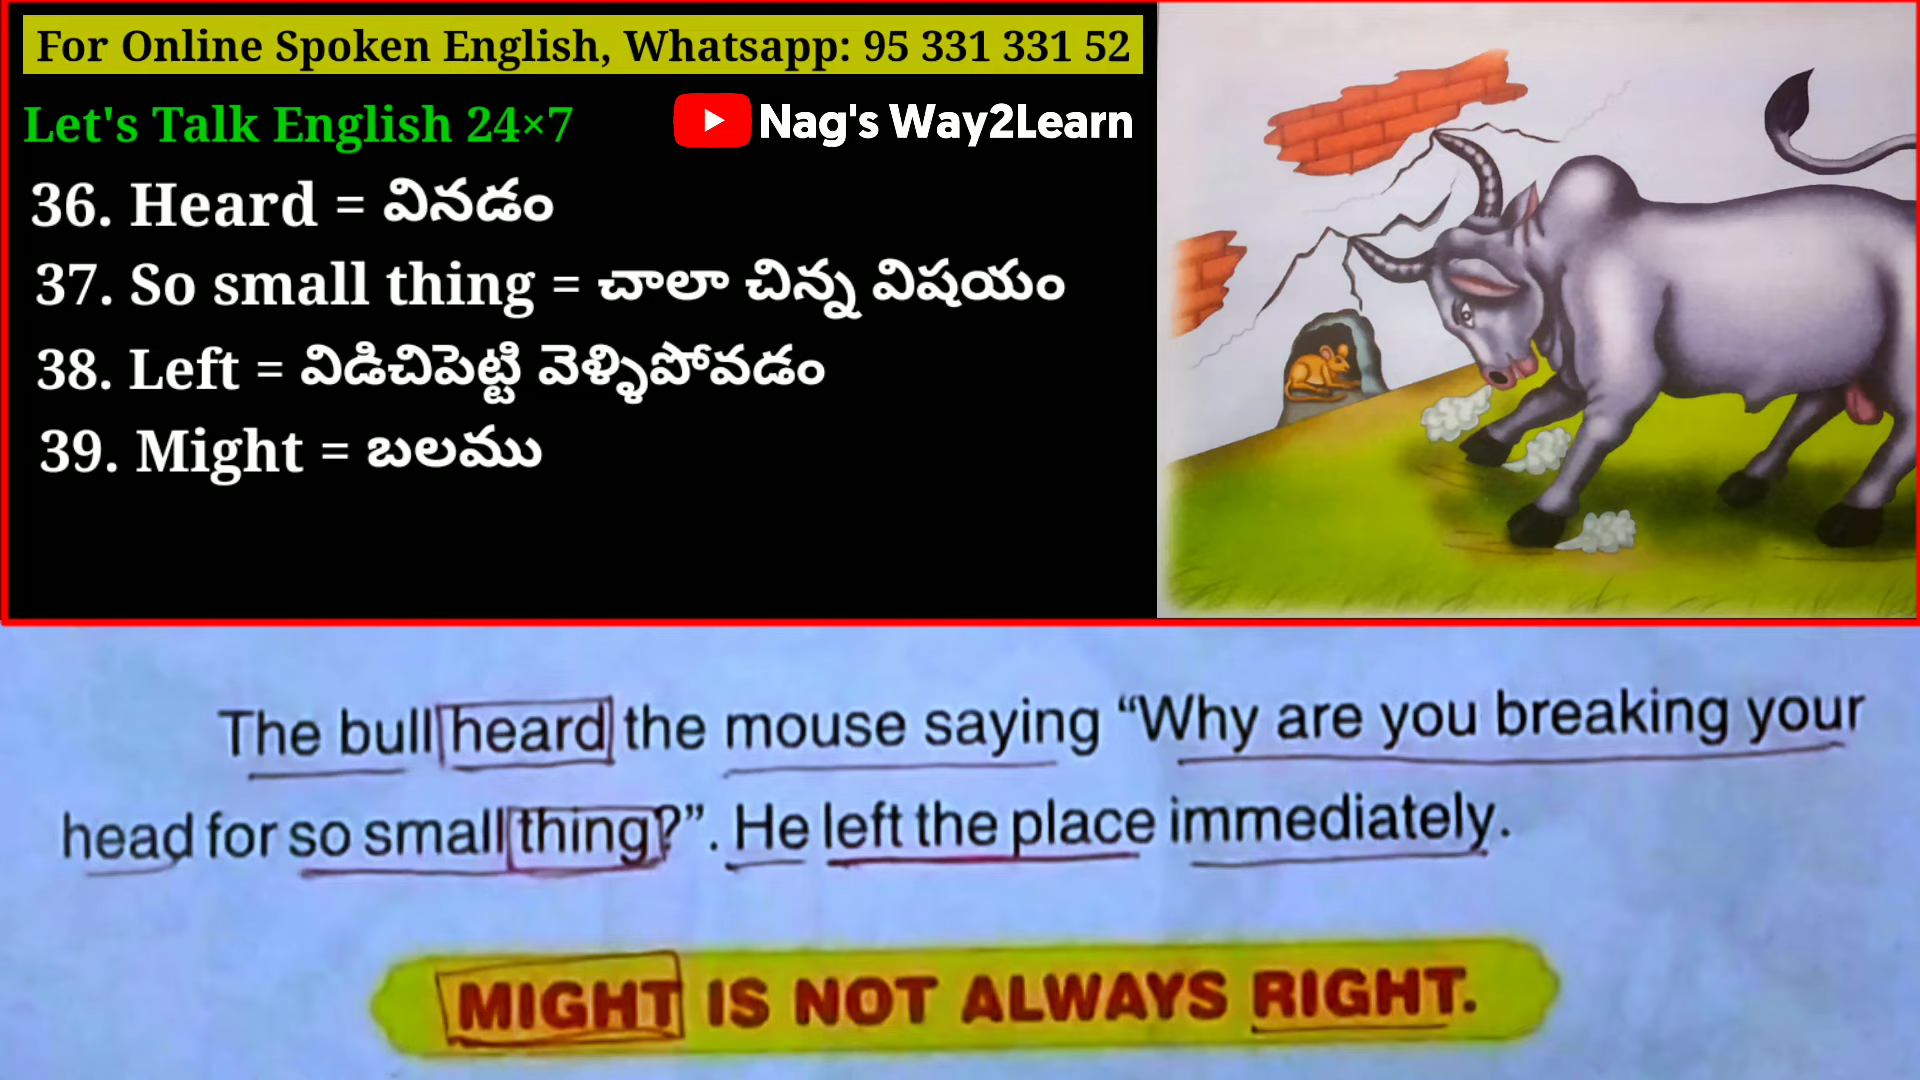 For Online Spoken English, Whatsapp: 95 331 331 52
Let's Talk English 24×7
Nag's Way2Learn
36. Heard = వినడం
37. So small thing = చాలా చిన్న విషయం
38. Left = విడిచిపెట్టి వెళ్ళిపోవడం
39. Might = బలము
The bull heard the mouse saying “Why are you breaking your
head for so small thing?”. He left the place immediately.
MIGHT IS NOT ALWAYS RIGHT.